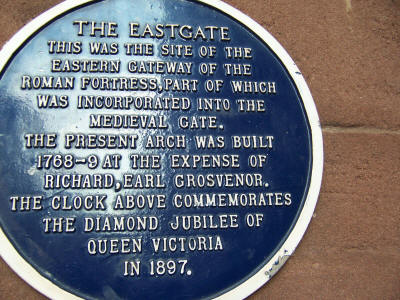 THE EASTGATE
THIS WAS THE SITE OF THE
EASTERN GATEWAY OF THE
ROMAN FORTRESS, PART OF WHICH
WAS INCORPORATED INTO THE
MEDIEVAL GATE.
THE PRESENT ARCH WAS BUILT
1768-9 AT THE EXPENSE OF
RICHARD, EARL GROSVENOR.
THE CLOCK ABOVE COMMEMORATES
THE DIAMOND JUBILEE OF
QUEEN VICTORIA
IN 1897.